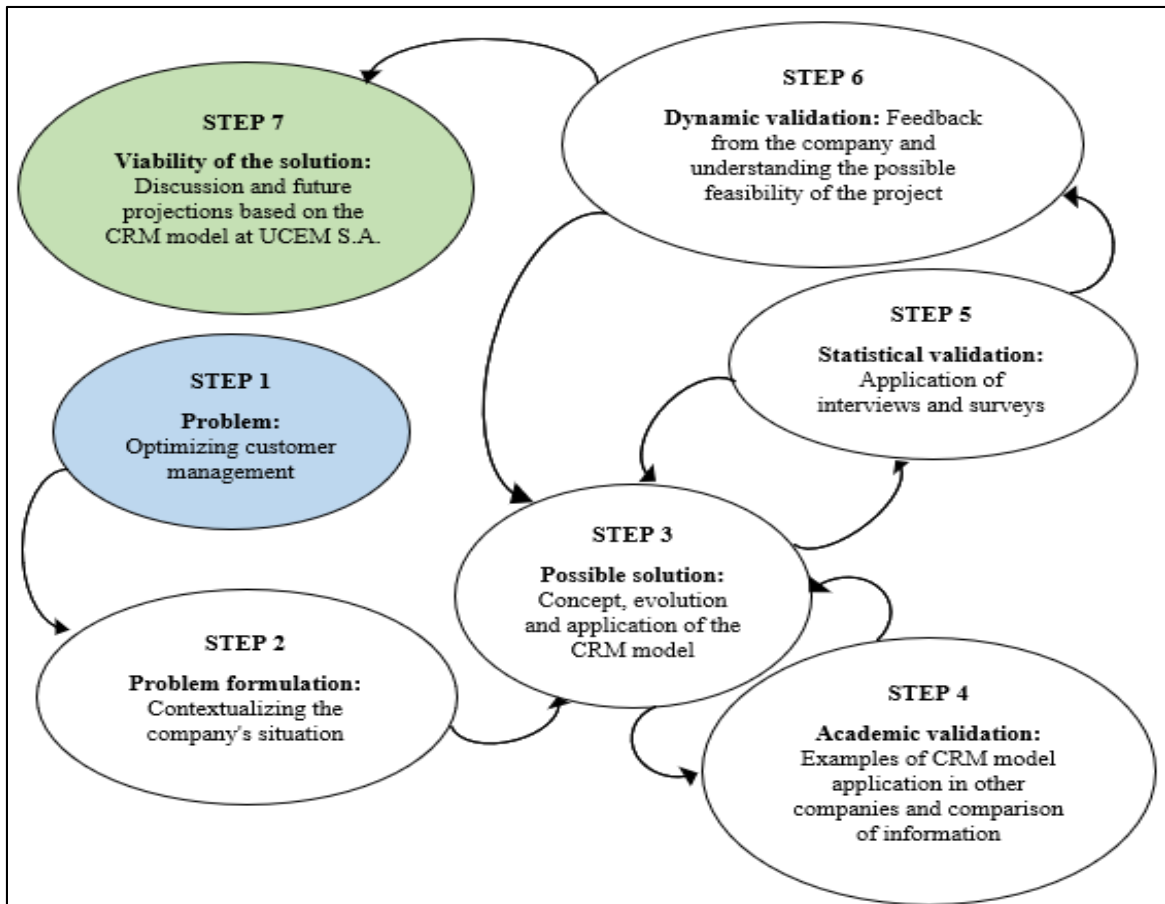 STEP 1
Problem:
Optimizing customer
management
STEP 2
Problem formulation:
Contextualizing the
company's situation
STEP 3
Possible solution:
Concept, evolution
and application of the
CRM model
STEP 4
Academic validation:
Examples of CRM model
application in other
companies and comparison
of information
STEP 5
Statistical validation:
Application of
interviews and surveys
STEP 6
Dynamic validation: Feedback
from the company and
understanding the possible
feasibility of the project
STEP 7
Viability of the solution:
Discussion and future
projections based on the
CRM model at UCEM S.A.